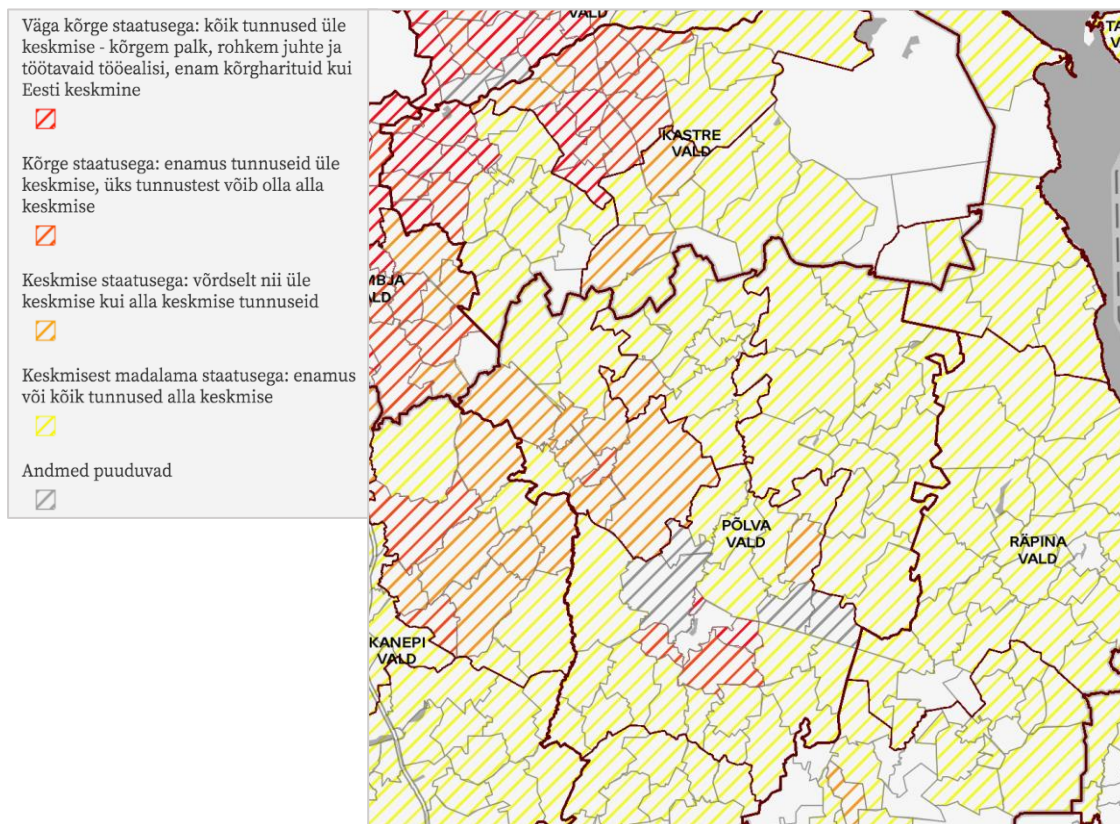 Väga kõrge staatusega: kõik tunnused üle
keskmise - kõrgem palk, rohkem juhte ja
töötavaid tööealisi, enam kõrgharituid kui
Eesti keskmine
Kõrge staatusega: enamus tunnuseid üle
keskmise, üks tunnustest võib olla alla
keskmise
Keskmise staatusega: võrdselt nii üle
keskmise kui alla keskmise tunnuseid
Keskmisest madalama staatusega: enamus
või kõik tunnused alla keskmise
Andmed puuduvad
VALD
TA
V
KASTRE
VALD
MBJA
ALD
PÕLVA
VALD
RÄPINA
VALD
KANEPI
VALD